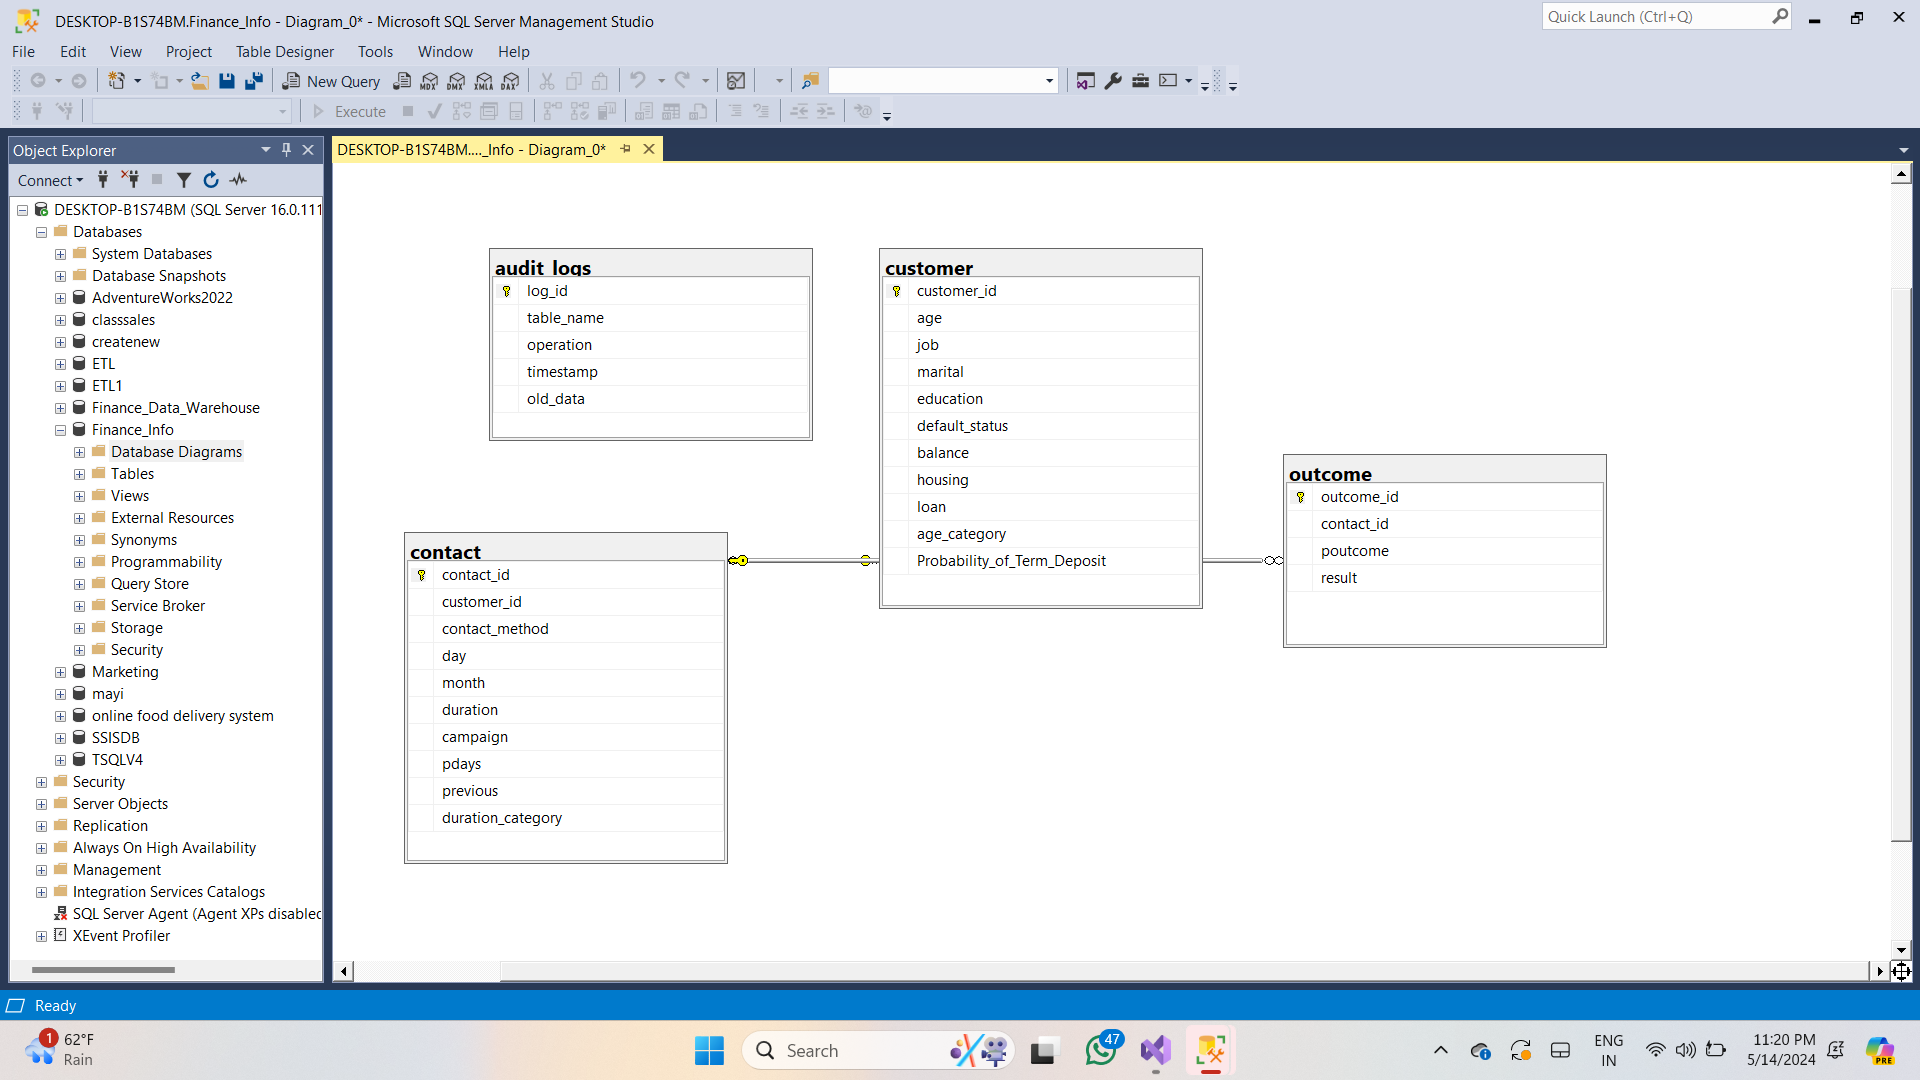 DESKTOP-B1S74BM.Finance_Info - Diagram_0* - Microsoft SQL Server Management Studio
Quick Launch (Ctrl+Q)
File Edit View Project Table Designer Tools Window Help
New Query MDX DMX XMLA DAX
Execute
Object Explorer
Connect
DESKTOP-B1S74BM (SQL Server 16.0.111
Databases
System Databases
Database Snapshots
AdventureWorks2022
classsales
createnew
ETL
ETL1
Finance_Data_Warehouse
Finance_Info
Database Diagrams
Tables
Views
External Resources
Synonyms
Programmability
Query Store
Service Broker
Storage
Security
Marketing
mayi
online food delivery system
SSISDB
TSQLV4
Security
Server Objects
Replication
Always On High Availability
Management
Integration Services Catalogs
SQL Server Agent (Agent XPs disabled
XEvent Profiler
DESKTOP-B1S74BM...._Info - Diagram_0*
audit_logs
log_id
table_name
operation
timestamp
old_data
customer
customer_id
age
job
marital
education
default_status
balance
housing
loan
age_category
Probability_of_Term_Deposit
outcome
outcome_id
contact_id
poutcome
result
contact
contact_id
customer_id
contact_method
day
month
duration
campaign
pdays
previous
duration_category
Ready
1
62°F
Rain
Search
47
ENG
IN
11:20 PM
5/14/2024
PRE